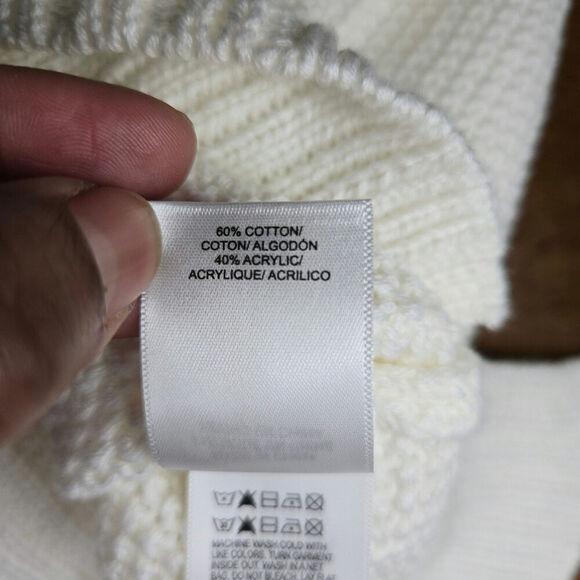 60% COTTON/
COTON/ ALGODÓN
40% ACRYLIC/
ACRYLIQUE/ ACRILICO
MACHINE WASH COLD WITH
LIKE COLORS. TURN GARMENT
INSIDE OUT. WASH IN A NET
BAG. DO NOT BLEACH. LAY FLAT